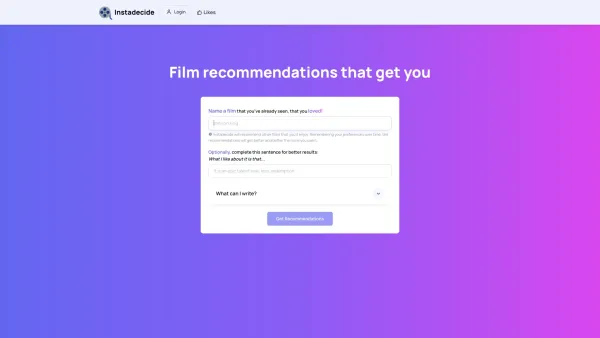 Instadecide
Login
Likes
Film recommendations that get you
Name a film that you've already seen, that you loved!
Instadecide will recommend other films that you'll enjoy. Remembering your preferences over time, the
recommendations will get better and better the more you use it.
Optionally, complete this sentence for better results:
What I like about it is that...
What can I write?
Get Recommendations